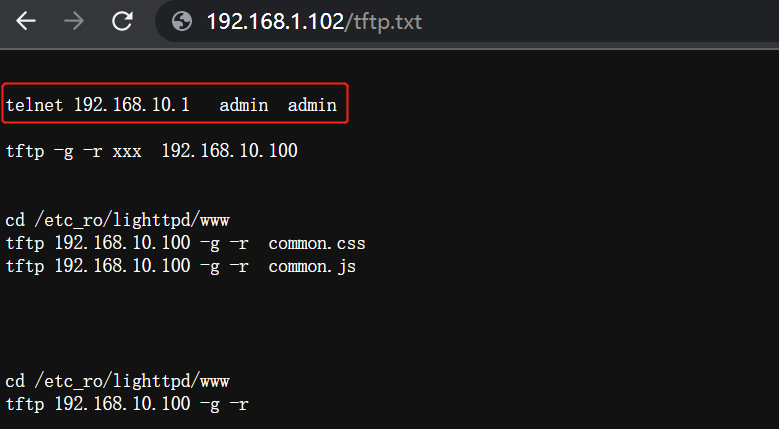 192.168.1.102/tftp.txt
telnet 192.168.10.1   admin  admin
tftp -g -r xxx  192.168.10.100
cd /etc_ro/lighttpd/www
tftp 192.168.10.100 -g -r  common.css
tftp 192.168.10.100 -g -r  common.js
cd /etc_ro/lighttpd/www
tftp 192.168.10.100 -g -r